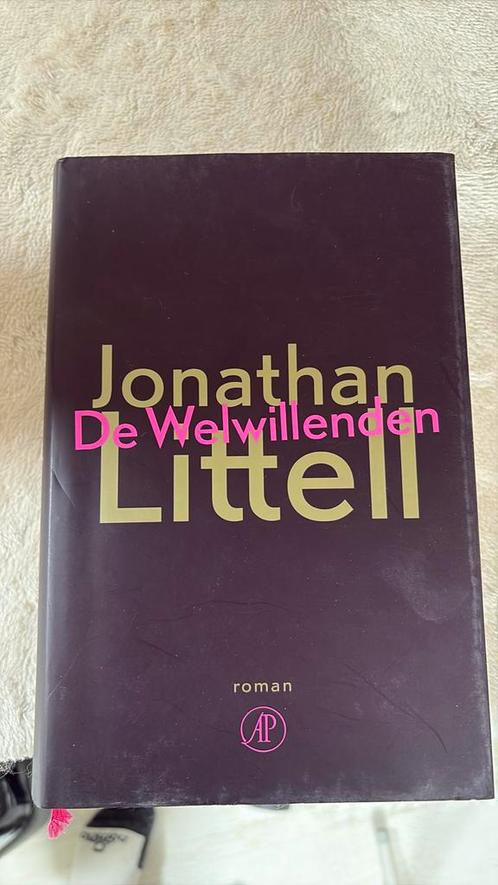 Jonathan
De Welwillenden
Littell
roman
AP